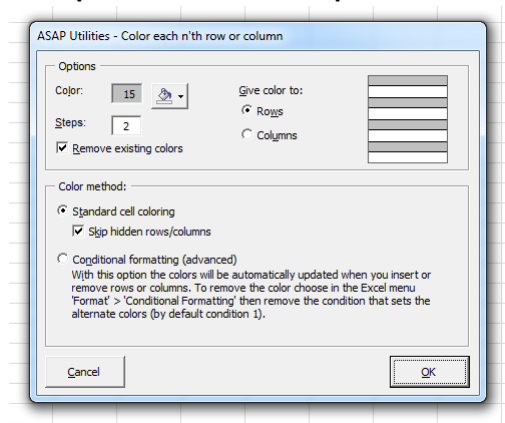 ASAP Utilities - Color each n'th row or column
Options
Color:
15
Give color to:
Rows
Steps:
2
Columns
Remove existing colors
Color method:
Standard cell coloring
Skip hidden rows/columns
Conditional formatting (advanced)
With this option the colors will be automatically updated when you insert or
remove rows or columns. To remove the color choose in the Excel menu
'Format' > 'Conditional Formatting' then remove the condition that sets the
alternate colors (by default condition 1).
Cancel
OK